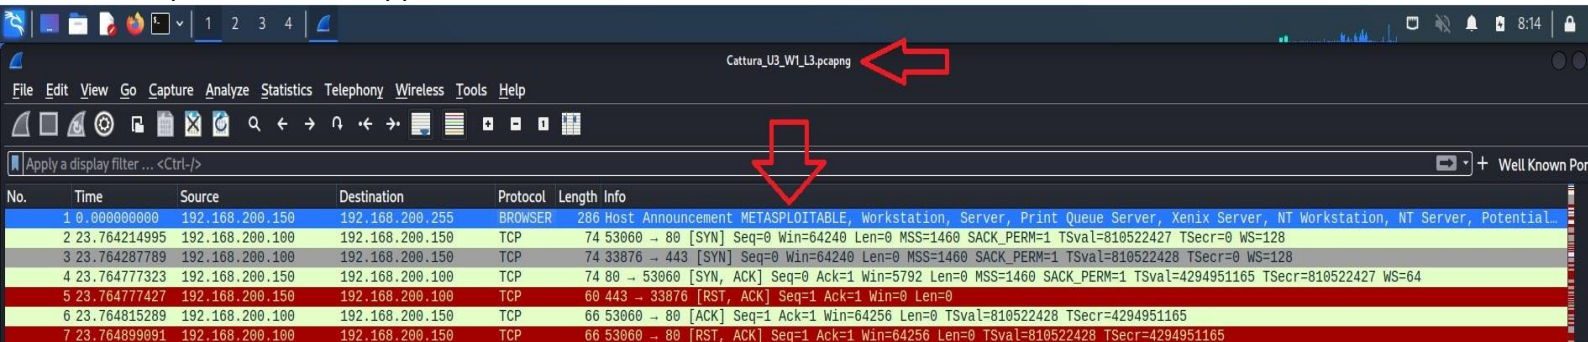 1 2 3 4 8:14
Cattura_U3_W1_L3.pcapng
File Edit View Go Capture Analyze Statistics Telephony Wireless Tools Help
Apply a display filter ... <Ctrl-/> + Well Known Por
No. Time Source Destination Protocol Length Info
1 0.000000000 192.168.200.150 192.168.200.255 BROWSER 286 Host Announcement METASPLOITABLE, Workstation, Server, Print Queue Server, Xenix Server, NT Workstation, NT Server, Potential…
2 23.764214995 192.168.200.100 192.168.200.150 TCP 74 53060 → 80 [SYN] Seq=0 Win=64240 Len=0 MSS=1460 SACK_PERM=1 TSval=810522427 TSecr=0 WS=128
3 23.764287789 192.168.200.100 192.168.200.150 TCP 74 33876 → 443 [SYN] Seq=0 Win=64240 Len=0 MSS=1460 SACK_PERM=1 TSval=810522428 TSecr=0 WS=128
4 23.764777323 192.168.200.150 192.168.200.100 TCP 74 80 → 53060 [SYN, ACK] Seq=0 Ack=1 Win=5792 Len=0 MSS=1460 SACK_PERM=1 TSval=4294951165 TSecr=810522427 WS=64
5 23.764777427 192.168.200.150 192.168.200.100 TCP 60 443 → 33876 [RST, ACK] Seq=1 Ack=1 Win=0 Len=0
6 23.764815289 192.168.200.100 192.168.200.150 TCP 66 53060 → 80 [ACK] Seq=1 Ack=1 Win=64256 Len=0 TSval=810522428 TSecr=4294951165
7 23.764899091 192.168.200.100 192.168.200.150 TCP 66 53060 → 80 [RST, ACK] Seq=1 Ack=1 Win=64256 Len=0 TSval=810522428 TSecr=4294951165